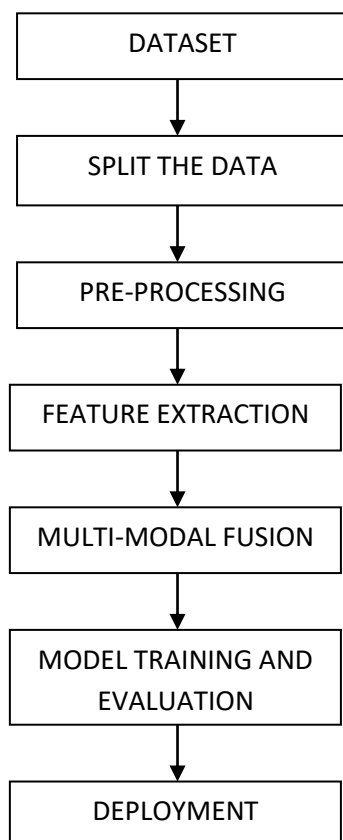 DATASET
SPLIT THE DATA
PRE-PROCESSING
FEATURE EXTRACTION
MULTI-MODAL FUSION
MODEL TRAINING AND
EVALUATION
DEPLOYMENT